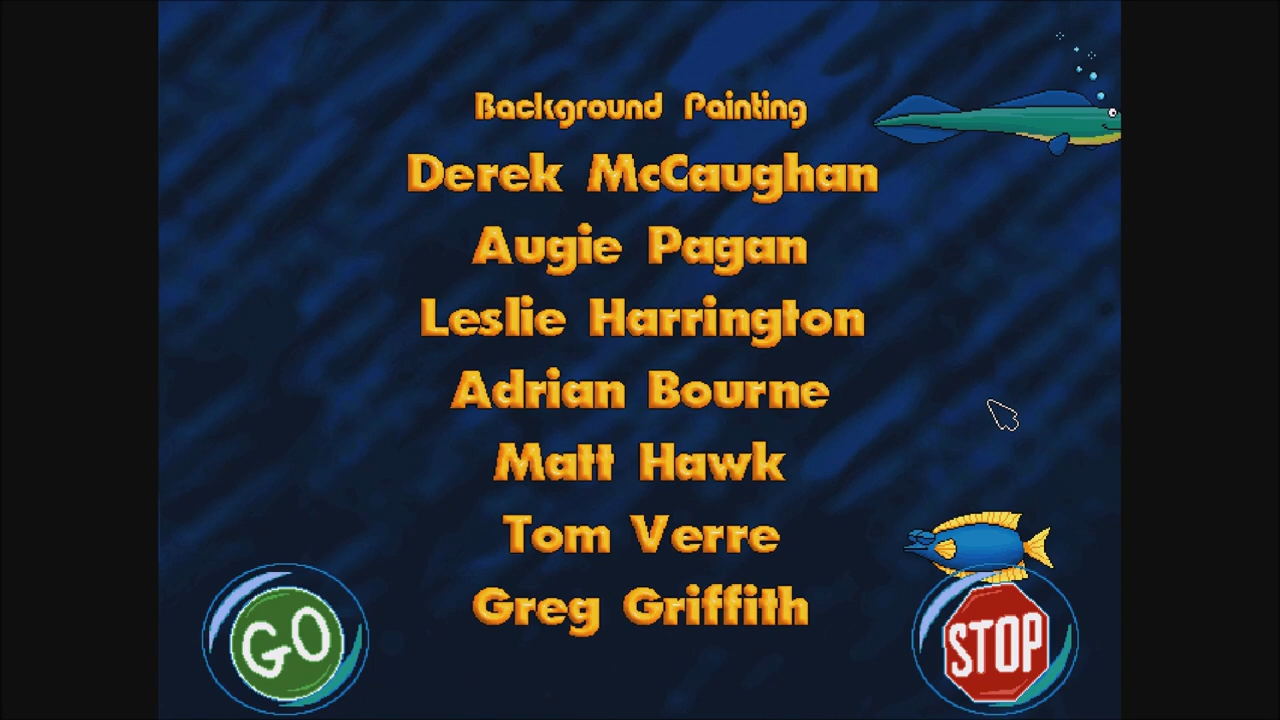 Background Painting
Derek McCaughan
Augie Pagan
Leslie Harrington
Adrian Bourne
Matt Hawk
Tom Verre
Greg Griffith
GO
STOP